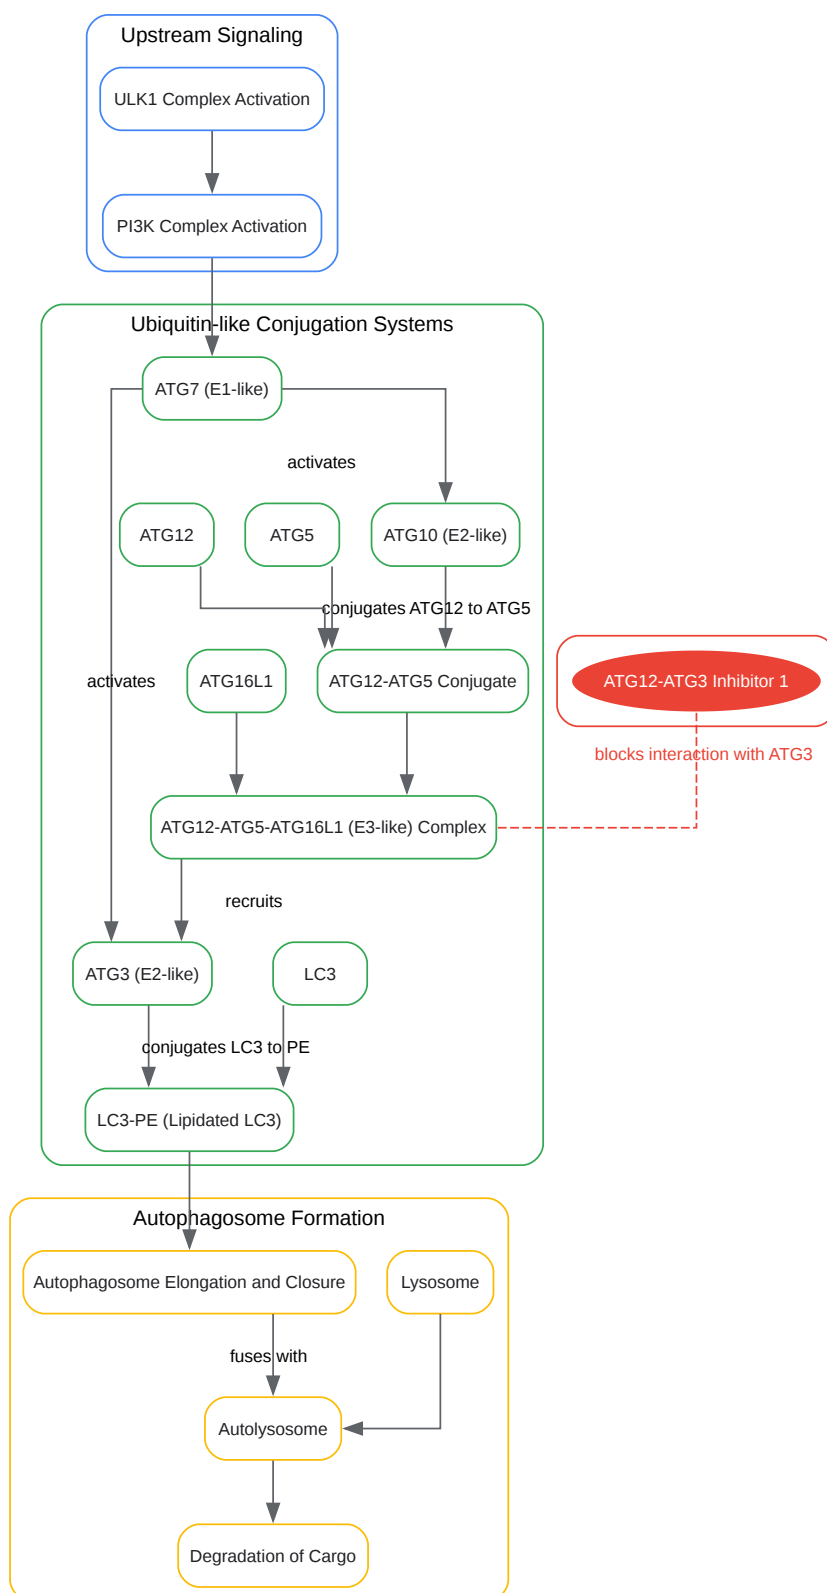 Upstream Signaling
ULK1 Complex Activation
PI3K Complex Activation
Ubiquitin-like Conjugation Systems
ATG7 (E1-like)
activates
ATG12
ATG5
ATG10 (E2-like)
conjugates ATG12 to ATG5
activates
ATG16L1
ATG12-ATG5 Conjugate
ATG12-ATG3 Inhibitor 1
blocks interaction with ATG3
ATG12-ATG5-ATG16L1 (E3-like) Complex
recruits
ATG3 (E2-like)
LC3
conjugates LC3 to PE
LC3-PE (Lipidated LC3)
Autophagosome Formation
Autophagosome Elongation and Closure
Lysosome
fuses with
Autolysosome
Degradation of Cargo